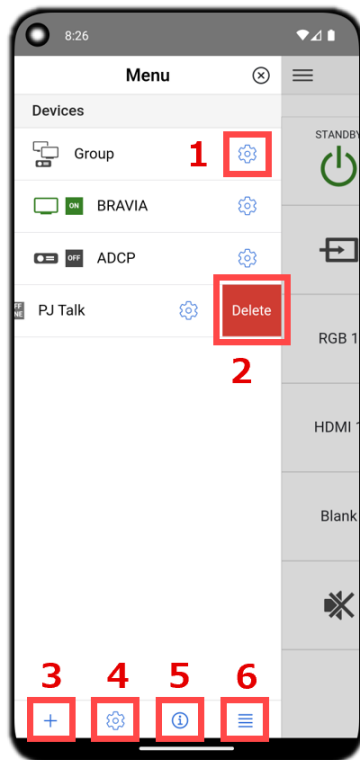 8:26
Menu
Devices
STANDBY
Group
1
ON
BRAVIA
OFF
ADCP
PJ Talk
Delete
RGB 1
2
HDMI 1
Blank
3 4 5 6